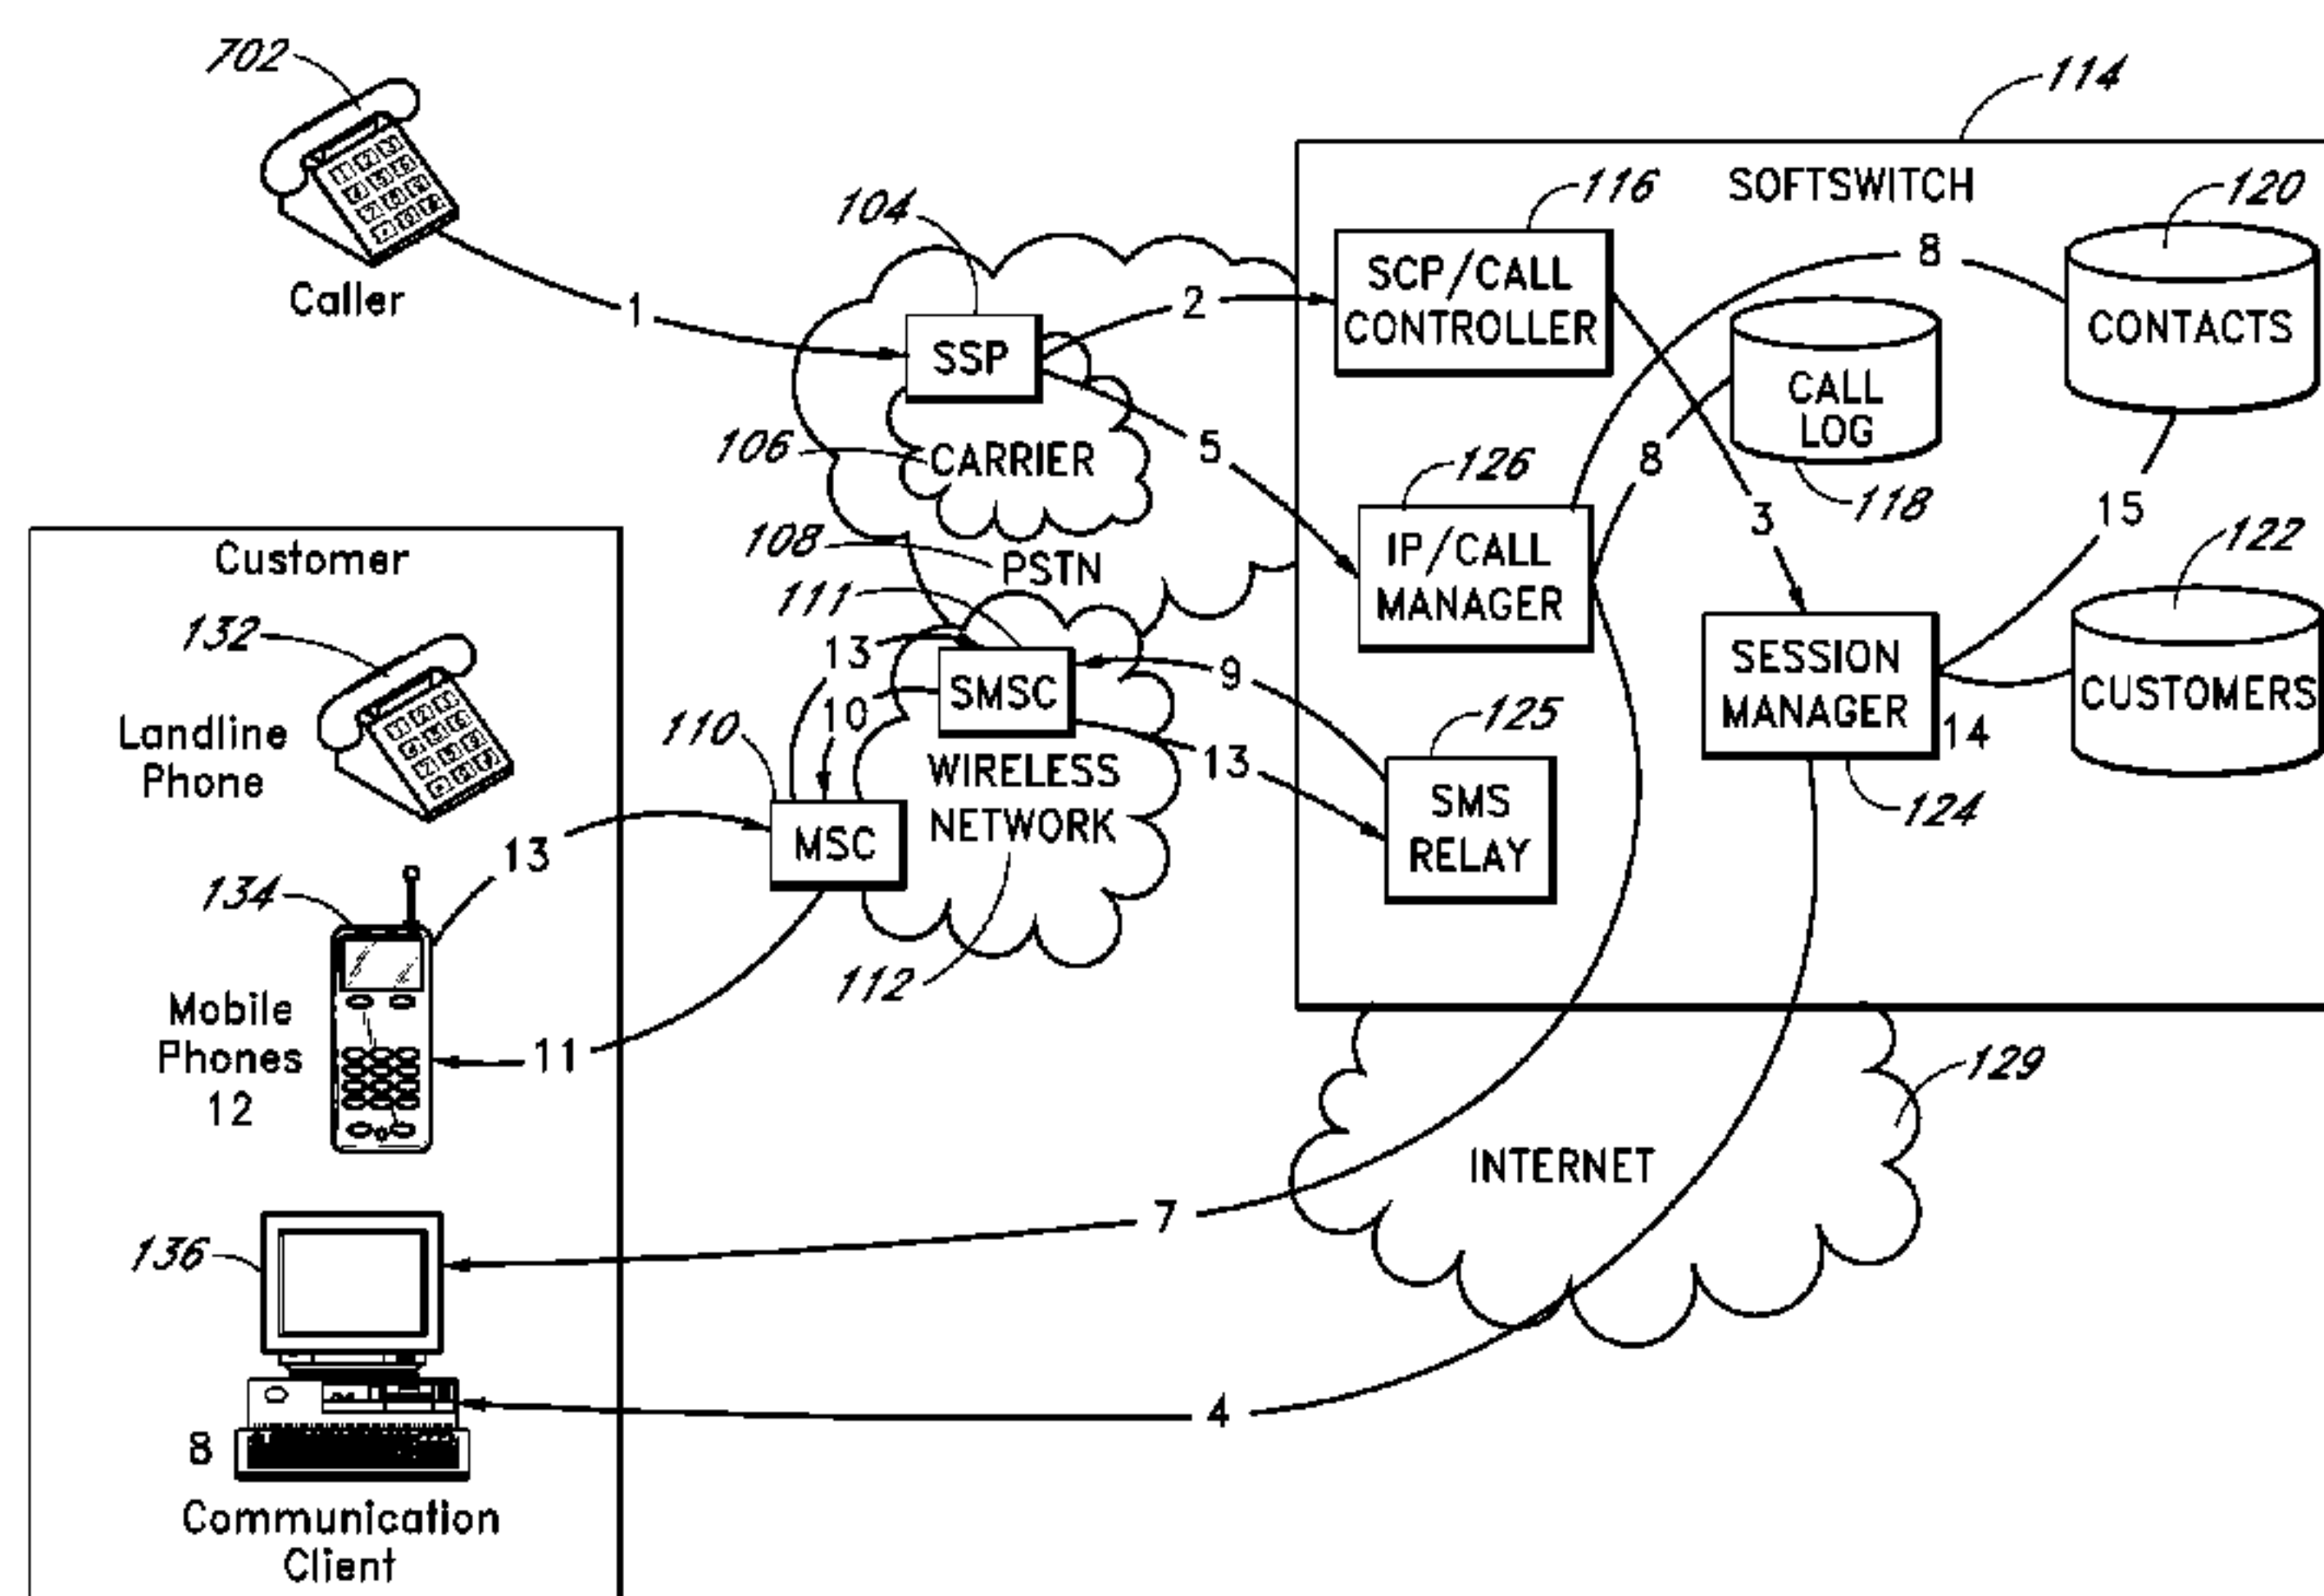 702
Caller
1
104
SSP
2
5
106
CARRIER
108
PSTN
114
SOFTSWITCH
116
SCP/CALL
CONTROLLER
8
120
CONTACTS
CALL
LOG
118
8
3
126
IP/CALL
MANAGER
15
122
CUSTOMERS
SESSION
MANAGER
14
124
125
SMS
RELAY
9
13
111
SMSC
13
10
110
MSC
WIRELESS
NETWORK
112
Customer
132
Landline
Phone
13
134
Mobile
Phones
12
11
136
7
4
8
Communication
Client
INTERNET
129